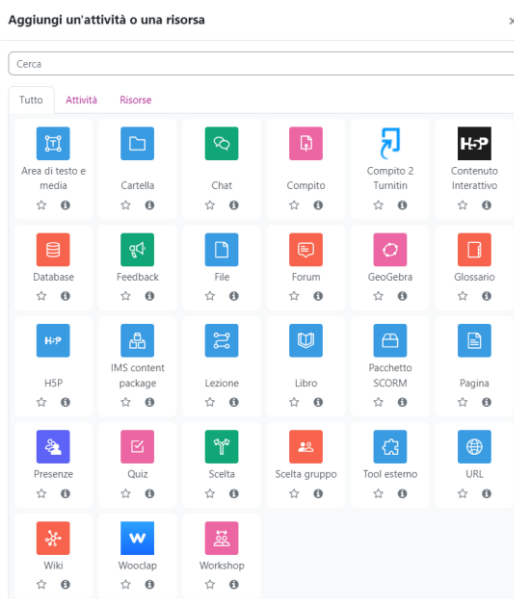 Aggiungi un'attività o una risorsa ×
Cerca
Tutto Attività Risorse
T H5P
Area di testo e media Cartella Chat Compito Compito 2 Turnitin Contenuto Interattivo
Database Feedback File Forum GeoGebra Glossario
H5P
H5P IMS content package Lezione Libro Pacchetto SCORM Pagina
Presenze Quiz Scelta Scelta gruppo Tool esterno URL
W
Wiki Wooclap Workshop